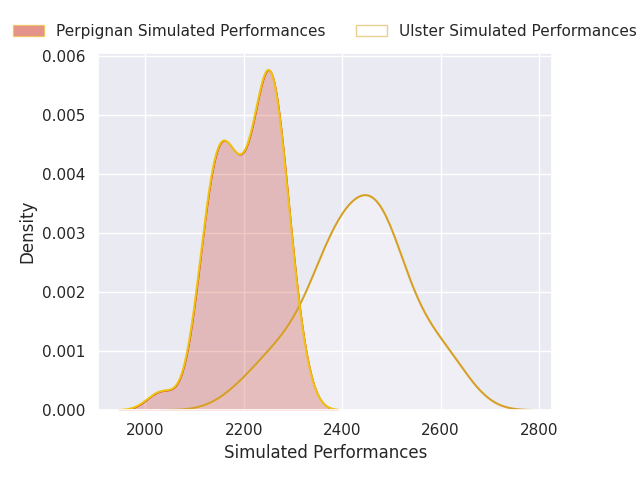 Perpignan Simulated Performances Ulster Simulated Performances
0.006
0.005
0.004
0.003
0.002
0.001
0.000
Density
2000 2200 2400 2600 2800
Simulated Performances